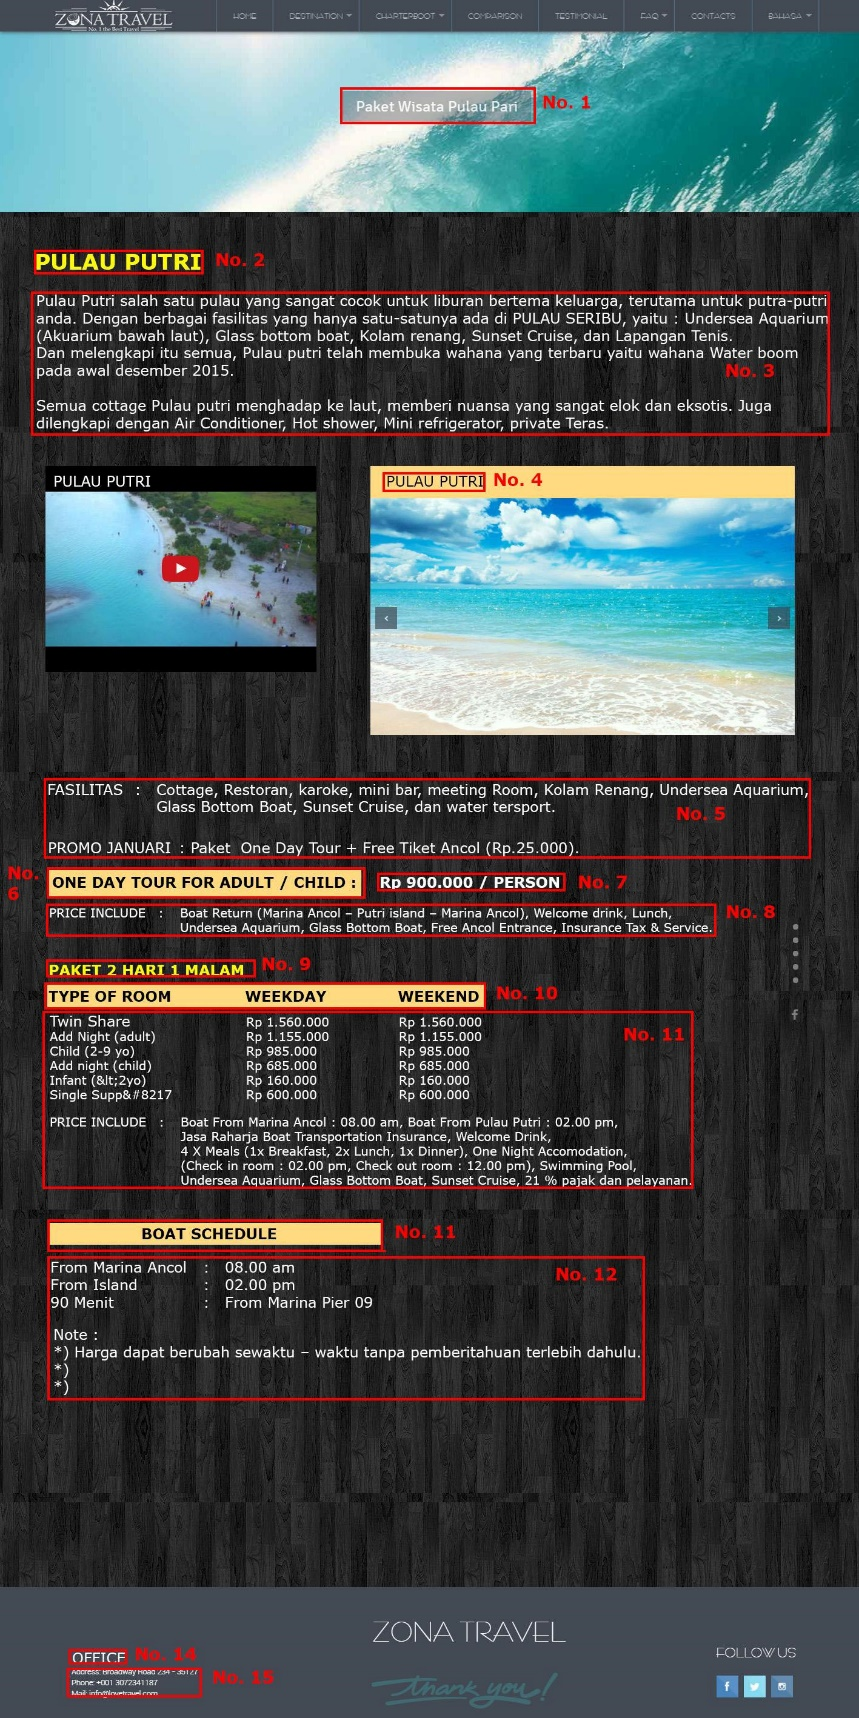 ZONA TRAVEL
No. 1 the Best Travel
HOME DESTINATION CHARTERBOOT COMPARISON TESTIMONIAL FAQ CONTACTS BAHASA
Paket Wisata Pulau Pari No. 1
PULAU PUTRI No. 2
Pulau Putri salah satu pulau yang sangat cocok untuk liburan bertema keluarga, terutama untuk putra-putri
anda. Dengan berbagai fasilitas yang hanya satu-satunya ada di PULAU SERIBU, yaitu : Undersea Aquarium
(Akuarium bawah laut), Glass bottom boat, Kolam renang, Sunset Cruise, dan Lapangan Tenis.
Dan melengkapi itu semua, Pulau putri telah membuka wahana yang terbaru yaitu wahana Water boom
pada awal desember 2015.
No. 3
Semua cottage Pulau putri menghadap ke laut, memberi nuansa yang sangat elok dan eksotis. Juga
dilengkapi dengan Air Conditioner, Hot shower, Mini refrigerator, private Teras.
PULAU PUTRI
PULAU PUTRI No. 4
FASILITAS : Cottage, Restoran, karoke, mini bar, meeting Room, Kolam Renang, Undersea Aquarium,
Glass Bottom Boat, Sunset Cruise, dan water tersport.
No. 5
PROMO JANUARI : Paket One Day Tour + Free Tiket Ancol (Rp.25.000).
No. 6
ONE DAY TOUR FOR ADULT / CHILD : Rp 900.000 / PERSON No. 7
PRICE INCLUDE : Boat Return (Marina Ancol – Putri island – Marina Ancol), Welcome drink, Lunch,
Undersea Aquarium, Glass Bottom Boat, Free Ancol Entrance, Insurance Tax & Service.
No. 8
PAKET 2 HARI 1 MALAM No. 9
TYPE OF ROOM WEEKDAY WEEKEND No. 10
Twin Share Rp 1.560.000 Rp 1.560.000
Add Night (adult) Rp 1.155.000 Rp 1.155.000
No. 11
Child (2-9 yo) Rp 985.000 Rp 985.000
Add night (child) Rp 685.000 Rp 685.000
Infant (&lt;2yo) Rp 160.000 Rp 160.000
Single Supp&#8217 Rp 600.000 Rp 600.000
PRICE INCLUDE : Boat From Marina Ancol : 08.00 am, Boat From Pulau Putri : 02.00 pm,
Jasa Raharja Boat Transportation Insurance, Welcome Drink,
4 X Meals (1x Breakfast, 2x Lunch, 1x Dinner), One Night Accomodation,
(Check in room : 02.00 pm, Check out room : 12.00 pm), Swimming Pool,
Undersea Aquarium, Glass Bottom Boat, Sunset Cruise, 21 % pajak dan pelayanan.
BOAT SCHEDULE No. 11
From Marina Ancol : 08.00 am
No. 12
From Island : 02.00 pm
90 Menit : From Marina Pier 09
Note :
*) Harga dapat berubah sewaktu – waktu tanpa pemberitahuan terlebih dahulu.
*)
*)
ZONA TRAVEL
thank you!
OFFICE No. 14
Address: Broadway Road 234 - 35127
Phone: +001 3072341187
Mail: info@lovetravel.com
No. 15
FOLLOW US